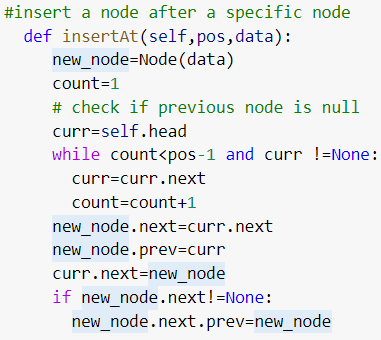 #insert a node after a specific node
  def insertAt(self,pos,data):
     new_node=Node(data)
     count=1
     # check if previous node is null
     curr=self.head
     while count<pos-1 and curr !=None:
       curr=curr.next
       count=count+1
     new_node.next=curr.next
     new_node.prev=curr
     curr.next=new_node
     if new_node.next!=None:
       new_node.next.prev=new_node